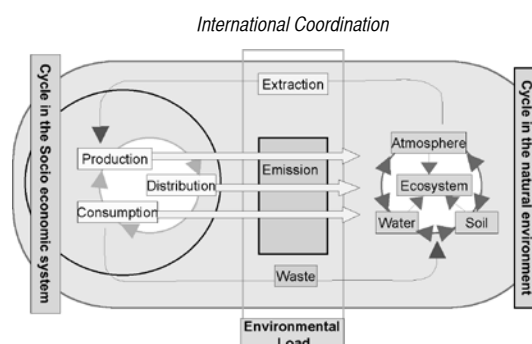 International Coordination
Cycle in the Socio economic system
Extraction
Production
Distribution
Consumption
Emission
Waste
Environmental
Load
Atmosphere
Ecosystem
Water
Soil
Cycle in the natural environment